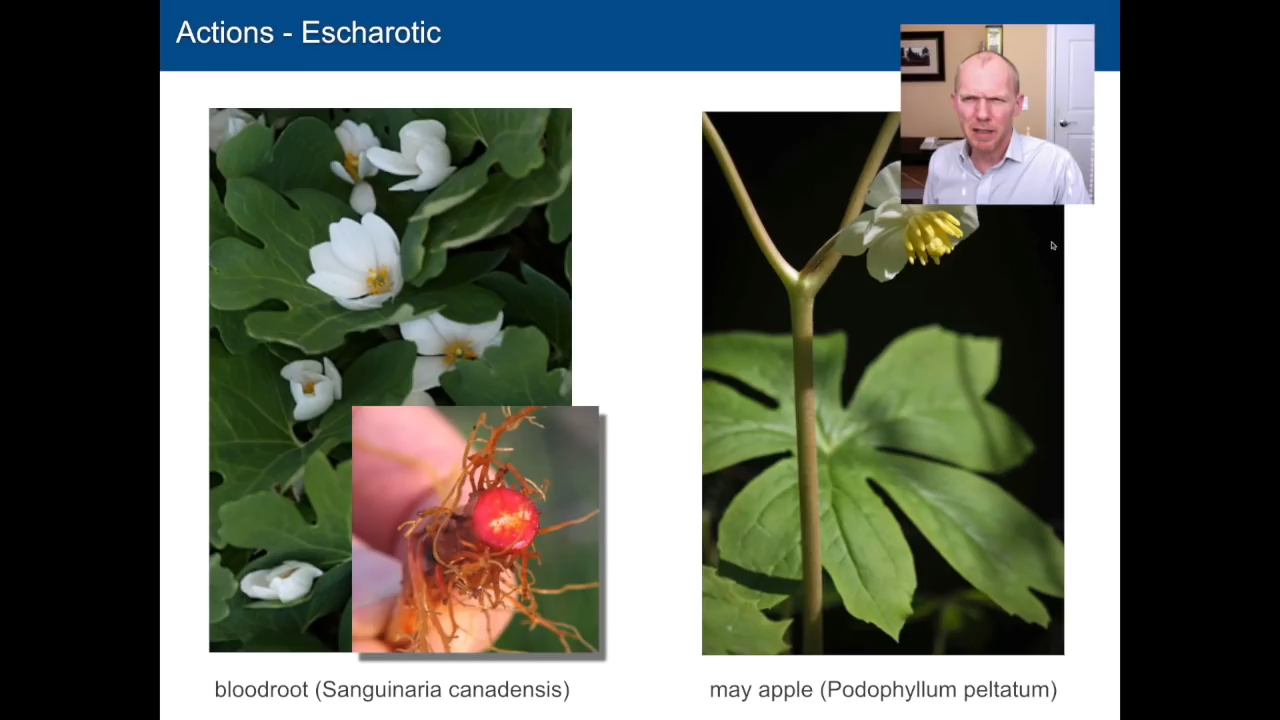 Actions - Escharotic
bloodroot (Sanguinaria canadensis)
may apple (Podophyllum peltatum)